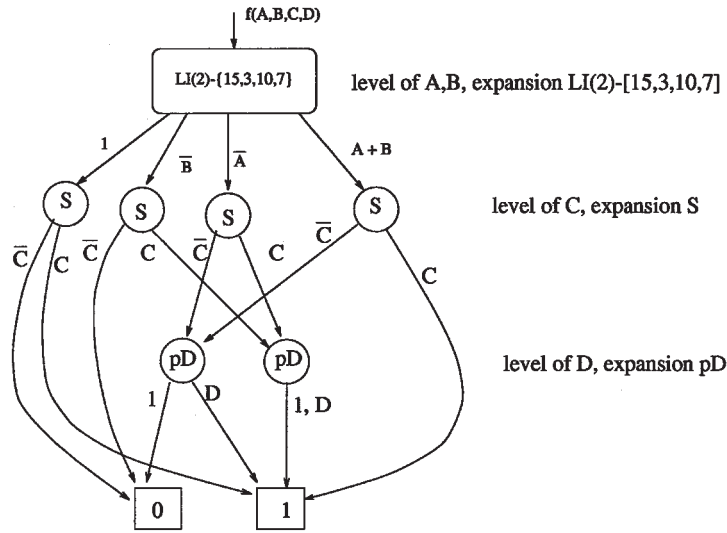 f(A,B,C,D)
LI(2)-{15,3,10,7}
level of A,B, expansion LI(2)-[15,3,10,7]
1
B̅
A̅
A + B
S
S
S
S
level of C, expansion S
C̅
C
C̅
C
C̅
C
C̅
C
pD
pD
level of D, expansion pD
1
D
1, D
0
1